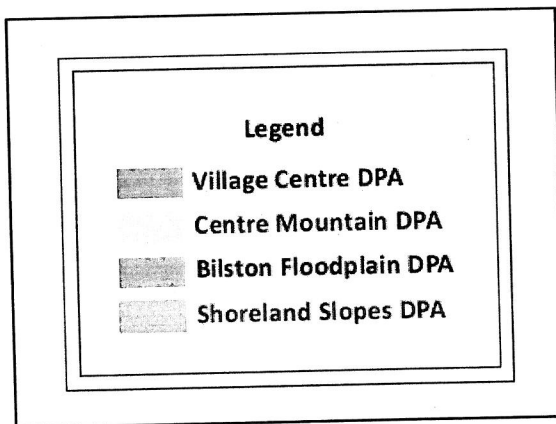 Legend
Village Centre DPA
Centre Mountain DPA
Bilston Floodplain DPA
Shoreland Slopes DPA